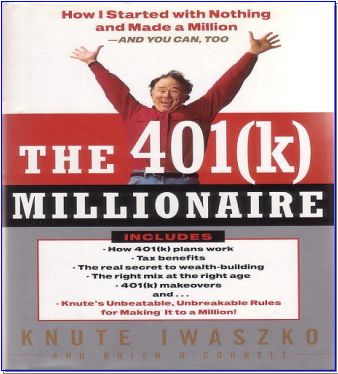 How I Started with Nothing
and Made a Million
—AND YOU CAN, TOO
THE 401(k)
MILLIONAIRE
INCLUDES
· How 401(k) plans work
· Tax benefits
· The real secret to wealth-building
· The right mix at the right age
· 401(k) makeovers
and . . .
· Knute's Unbeatable, Unbreakable Rules
for Making It to a Million!
KNUTE IWASZKO
AND BRIAN O'CONNELL